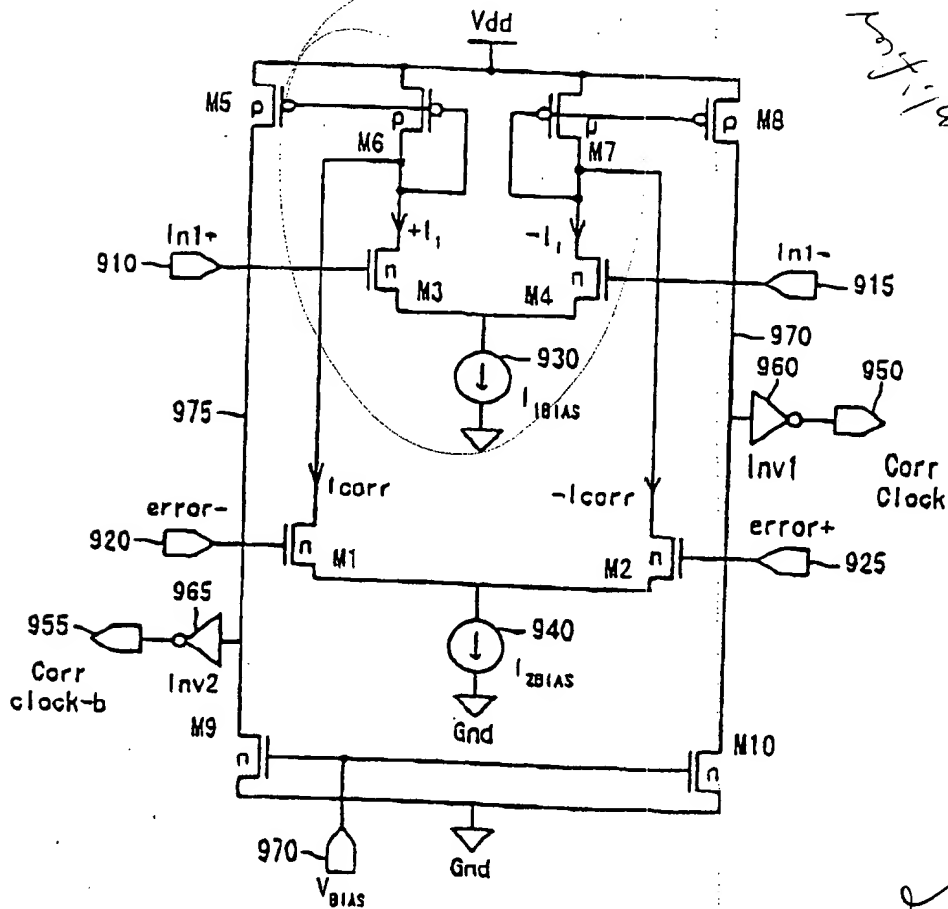 Vdd
M5
p
p
M6
p
M7
p
M8
In1+
910
+I₁
n
M3
-I₁
n
M4
In1-
915
930
I₁BIAS
970
960
950
Inv1
Corr
Clock
975
Icorr
-Icorr
error-
920
n
M1
n
M2
error+
925
965
955
Inv2
Corr
clock-b
940
I₂BIAS
Gnd
M9
n
M10
n
970
VBIAS
Gnd